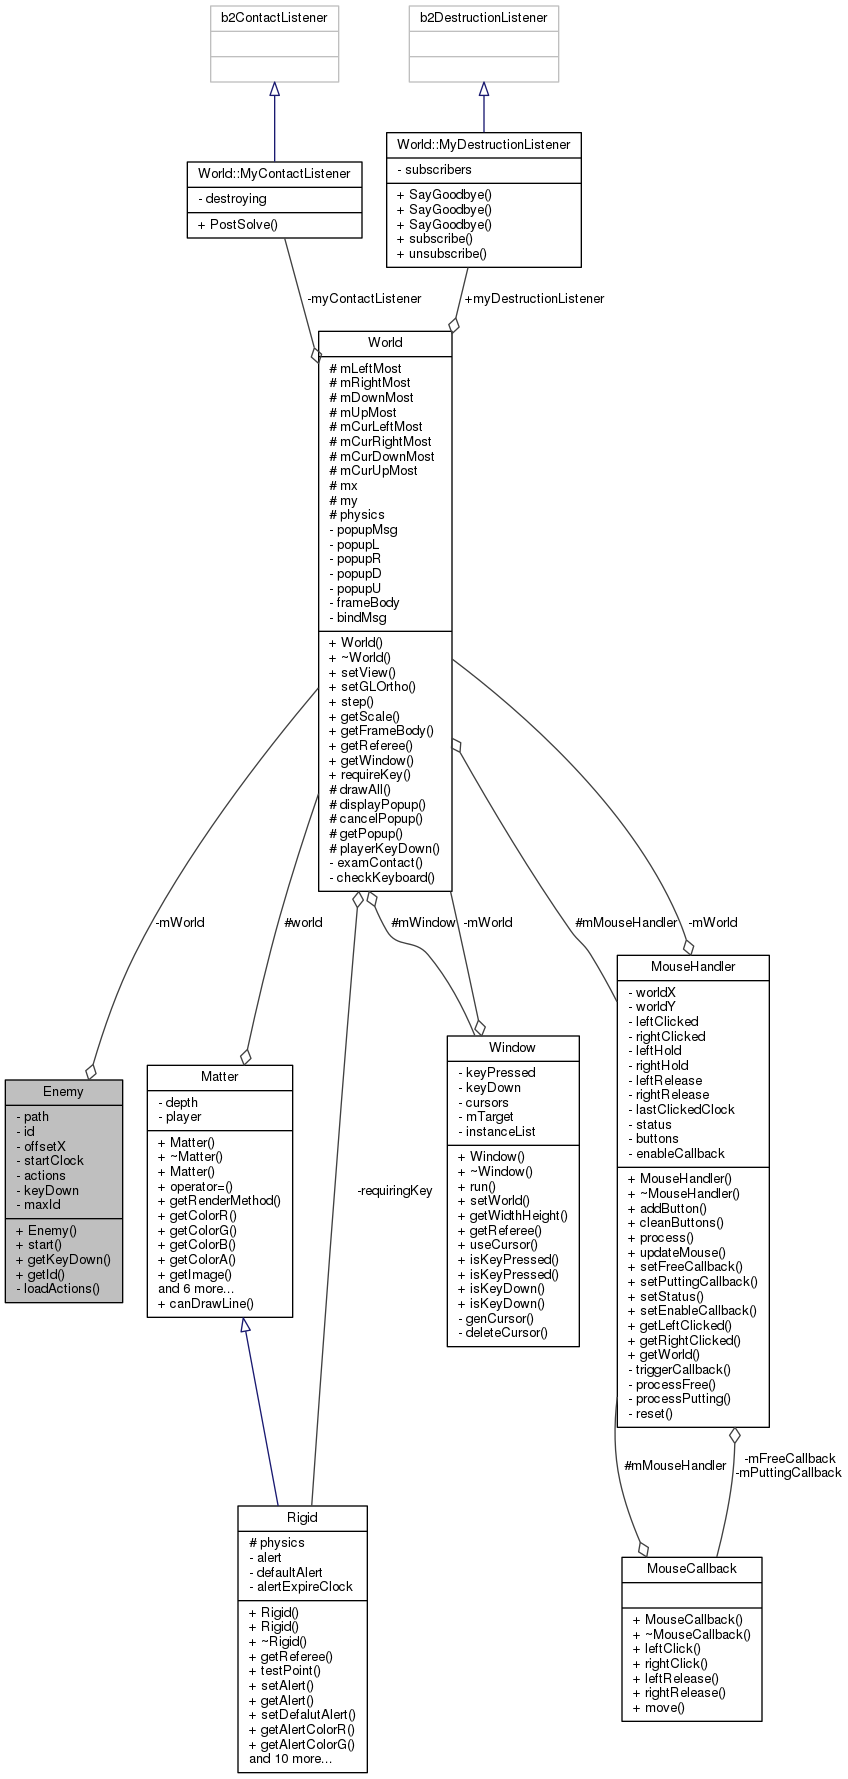 b2ContactListener
b2DestructionListener
World::MyDestructionListener
- subscribers
+ SayGoodbye()
+ SayGoodbye()
+ SayGoodbye()
+ subscribe()
+ unsubscribe()
World::MyContactListener
- destroying
+ PostSolve()
-myContactListener
+myDestructionListener
World
# mLeftMost
# mRightMost
# mDownMost
# mUpMost
# mCurLeftMost
# mCurRightMost
# mCurDownMost
# mCurUpMost
# mx
# my
# physics
- popupMsg
- popupL
- popupR
- popupD
- popupU
- frameBody
- bindMsg
+ World()
+ ~World()
+ setView()
+ setGLOrtho()
+ step()
+ getScale()
+ getFrameBody()
+ getReferee()
+ getWindow()
+ requireKey()
# drawAll()
# displayPopup()
# cancelPopup()
# getPopup()
# playerKeyDown()
- examContact()
- checkKeyboard()
-mWorld
#world
#mWindow
-mWorld
#mMouseHandler
-mWorld
MouseHandler
- worldX
- worldY
- leftClicked
- rightClicked
- leftHold
- rightHold
- leftRelease
- rightRelease
- lastClickedClock
- status
- buttons
- enableCallback
+ MouseHandler()
+ ~MouseHandler()
+ addButton()
+ cleanButtons()
+ process()
+ updateMouse()
+ setFreeCallback()
+ setPuttingCallback()
+ setStatus()
+ setEnableCallback()
+ getLeftClicked()
+ getRightClicked()
+ getWorld()
- triggerCallback()
- processFree()
- processPutting()
- reset()
Window
- keyPressed
- keyDown
- cursors
- mTarget
- instanceList
+ Window()
+ ~Window()
+ run()
+ setWorld()
+ getWidthHeight()
+ getReferee()
+ useCursor()
+ isKeyPressed()
+ isKeyPressed()
+ isKeyDown()
+ isKeyDown()
- genCursor()
- deleteCursor()
Matter
- depth
- player
+ Matter()
+ ~Matter()
+ Matter()
+ operator=()
+ getRenderMethod()
+ getColorR()
+ getColorG()
+ getColorB()
+ getColorA()
+ getImage()
and 6 more...
+ canDrawLine()
Enemy
- path
- id
- offsetX
- startClock
- actions
- keyDown
- maxId
+ Enemy()
+ start()
+ getKeyDown()
+ getId()
- loadActions()
-requiringKey
#mMouseHandler
-mFreeCallback
-mPuttingCallback
Rigid
# physics
- alert
- defaultAlert
- alertExpireClock
+ Rigid()
+ Rigid()
+ ~Rigid()
+ getReferee()
+ testPoint()
+ setAlert()
+ getAlert()
+ setDefalutAlert()
+ getAlertColorR()
+ getAlertColorG()
and 10 more...
MouseCallback
+ MouseCallback()
+ ~MouseCallback()
+ leftClick()
+ rightClick()
+ leftRelease()
+ rightRelease()
+ move()